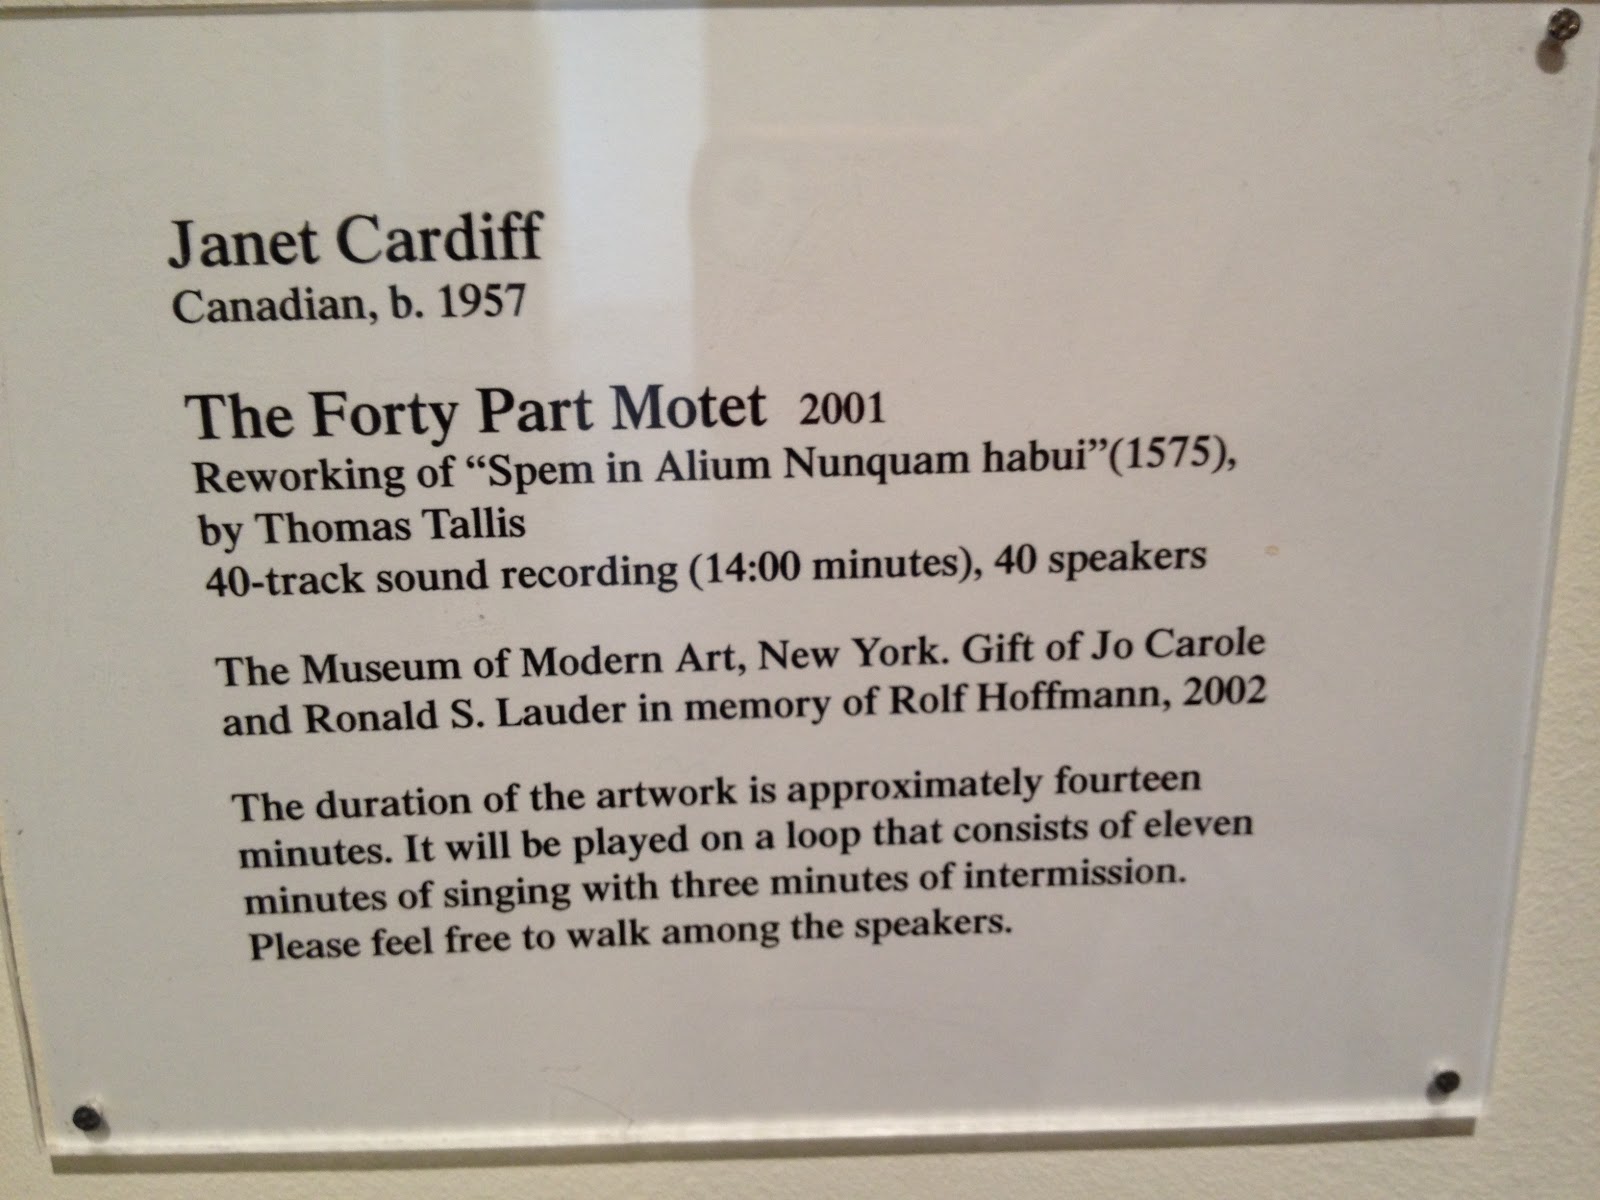 Janet Cardiff
Canadian, b. 1957
The Forty Part Motet 2001
Reworking of “Spem in Alium Nunquam habui”(1575),
by Thomas Tallis
40-track sound recording (14:00 minutes), 40 speakers
The Museum of Modern Art, New York. Gift of Jo Carole
and Ronald S. Lauder in memory of Rolf Hoffmann, 2002
The duration of the artwork is approximately fourteen
minutes. It will be played on a loop that consists of eleven
minutes of singing with three minutes of intermission.
Please feel free to walk among the speakers.